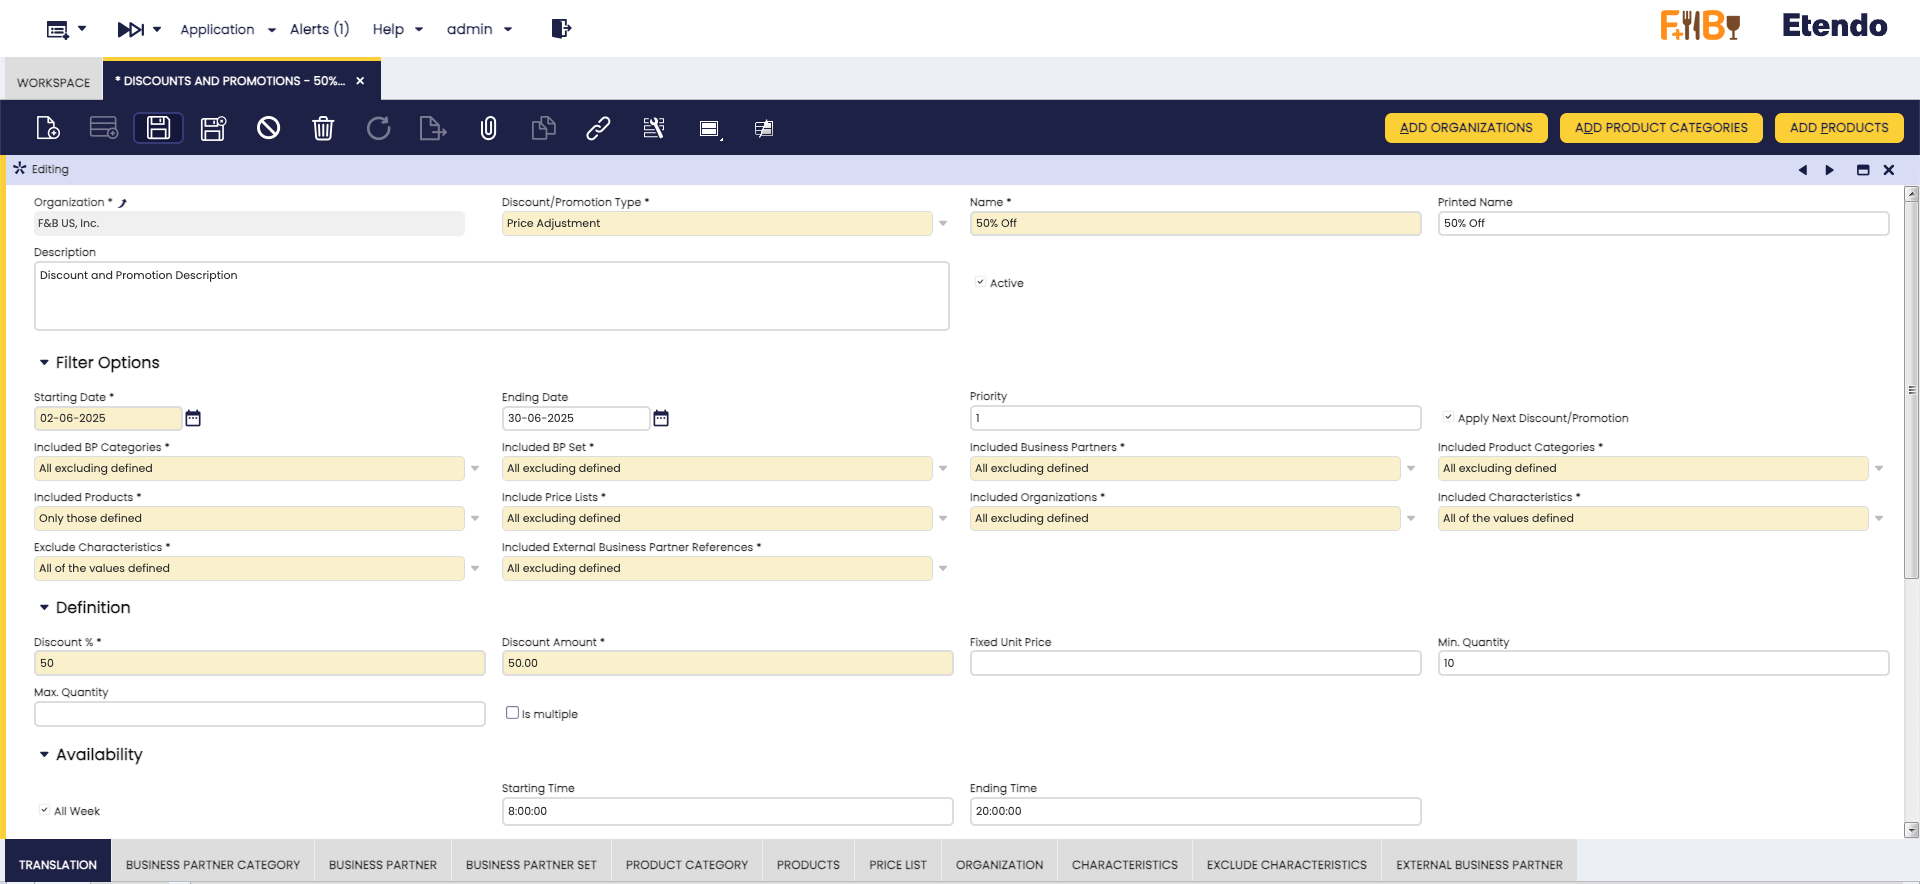 Application
Alerts (1)
Help
admin
F+B
Etendo
WORKSPACE
* DISCOUNTS AND PROMOTIONS - 50%...
ADD ORGANIZATIONS
ADD PRODUCT CATEGORIES
ADD PRODUCTS
Editing
Organization *
Discount/Promotion Type *
Name *
Printed Name
F&B US, Inc.
Price Adjustment
50% Off
50% Off
Description
Discount and Promotion Description
Active
Filter Options
Starting Date *
Ending Date
Priority
02-06-2025
30-06-2025
1
Apply Next Discount/Promotion
Included BP Categories *
Included BP Set *
Included Business Partners *
Included Product Categories *
All excluding defined
All excluding defined
All excluding defined
All excluding defined
Included Products *
Include Price Lists *
Included Organizations *
Included Characteristics *
Only those defined
All excluding defined
All excluding defined
All of the values defined
Exclude Characteristics *
Included External Business Partner References *
All of the values defined
All excluding defined
Definition
Discount % *
Discount Amount *
Fixed Unit Price
Min. Quantity
50
50.00
10
Max. Quantity
Is multiple
Availability
Starting Time
Ending Time
All Week
8:00:00
20:00:00
TRANSLATION
BUSINESS PARTNER CATEGORY
BUSINESS PARTNER
BUSINESS PARTNER SET
PRODUCT CATEGORY
PRODUCTS
PRICE LIST
ORGANIZATION
CHARACTERISTICS
EXCLUDE CHARACTERISTICS
EXTERNAL BUSINESS PARTNER